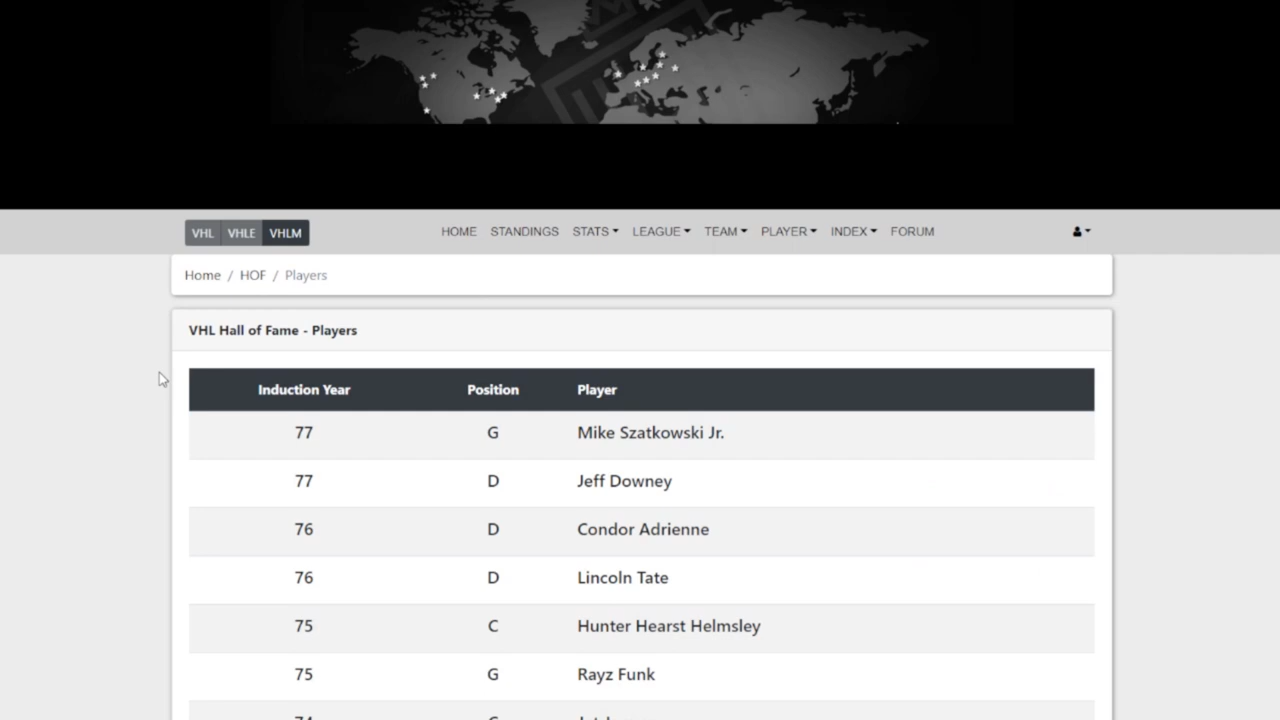 VHL VHLE VHLM HOME STANDINGS STATS LEAGUE TEAM PLAYER INDEX FORUM
Home / HOF / Players
VHL Hall of Fame - Players
Induction Year Position Player
77 G Mike Szatkowski Jr.
77 D Jeff Downey
76 D Condor Adrienne
76 D Lincoln Tate
75 C Hunter Hearst Helmsley
75 G Rayz Funk